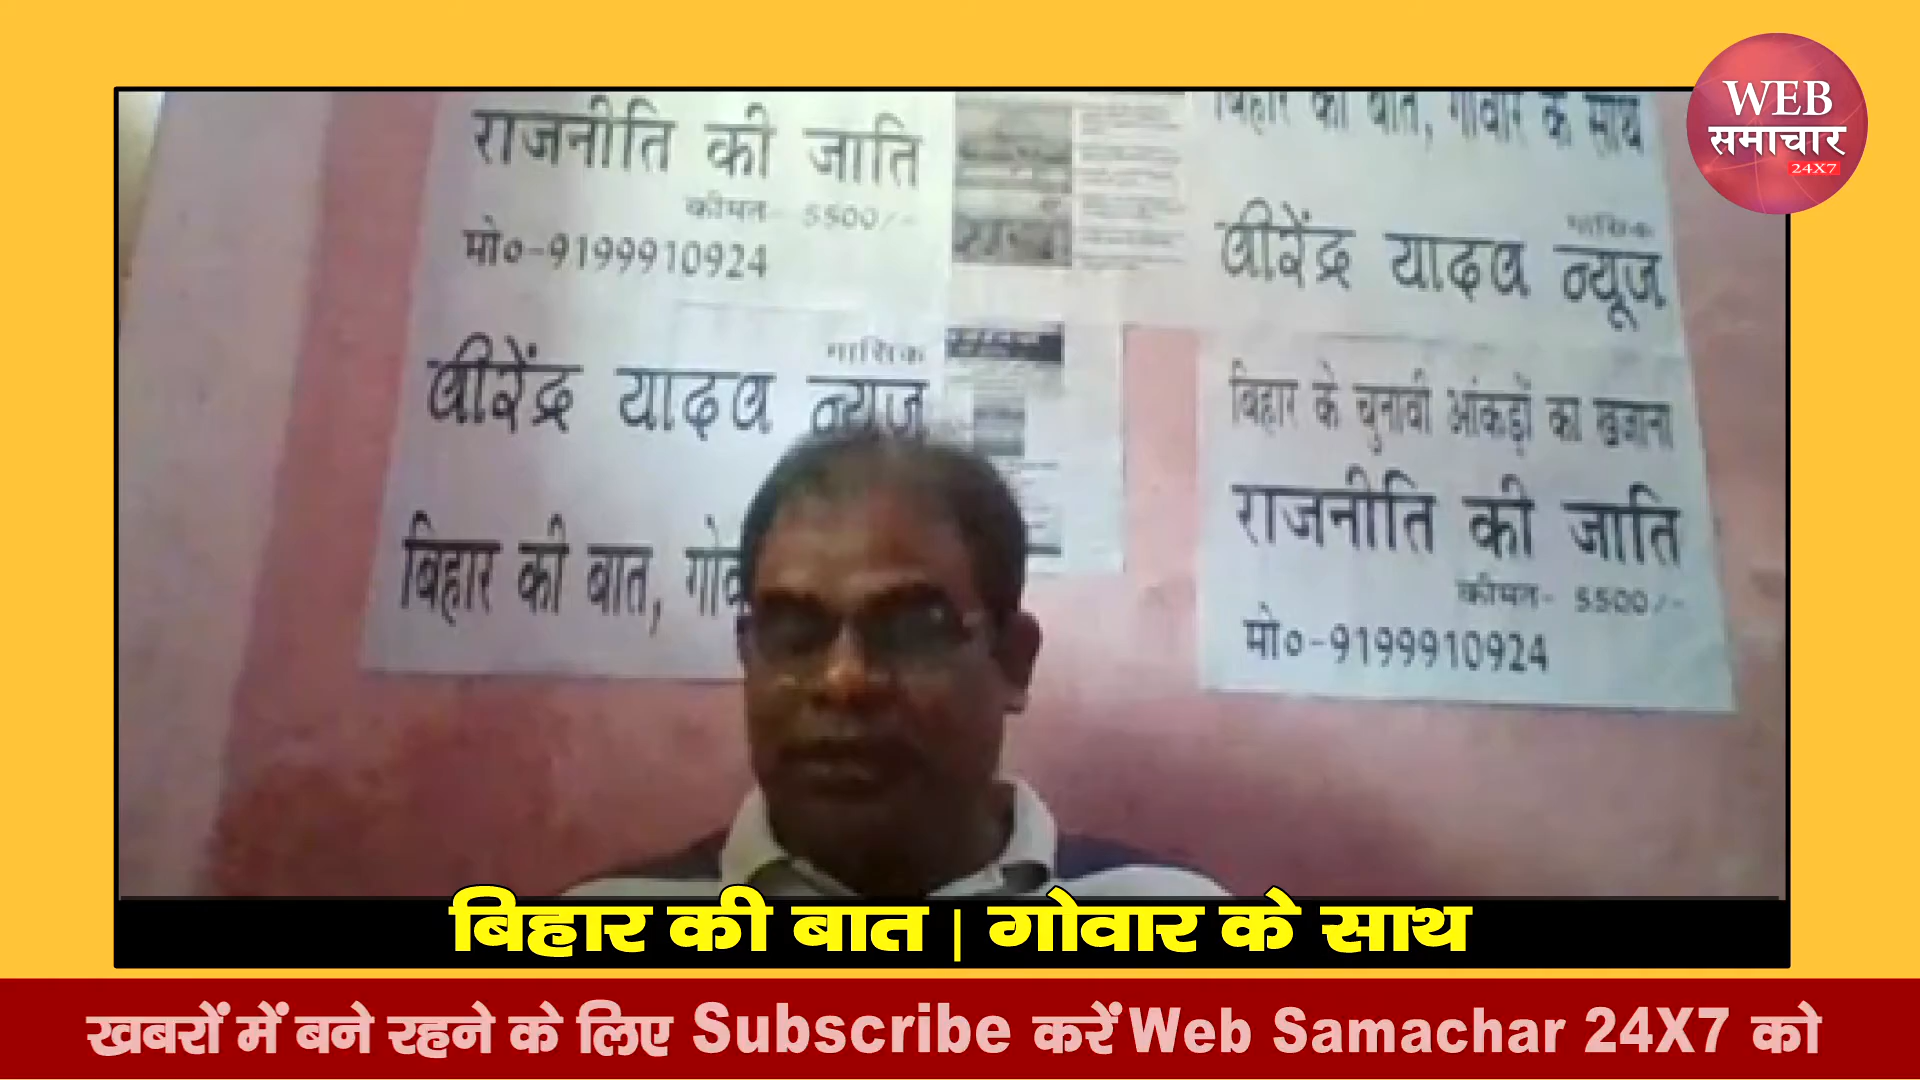 WEB
समाचार
24X7
राजनीति की जाति
कीमत- 5500/-
मो०-9199910924
मासिक
वीरेंद्र यादव न्यूज
बिहार की बात,
बिहार की बात, गोवार के साथ
मासिक
वीरेंद्र यादव न्यूज
बिहार के चुनावी आंकड़ों का खजाना
राजनीति की जाति
कीमत- 5500/-
मो०-9199910924
बिहार की बात | गोवार के साथ
खबरों में बने रहने के लिए Subscribe करें Web Samachar 24X7 को